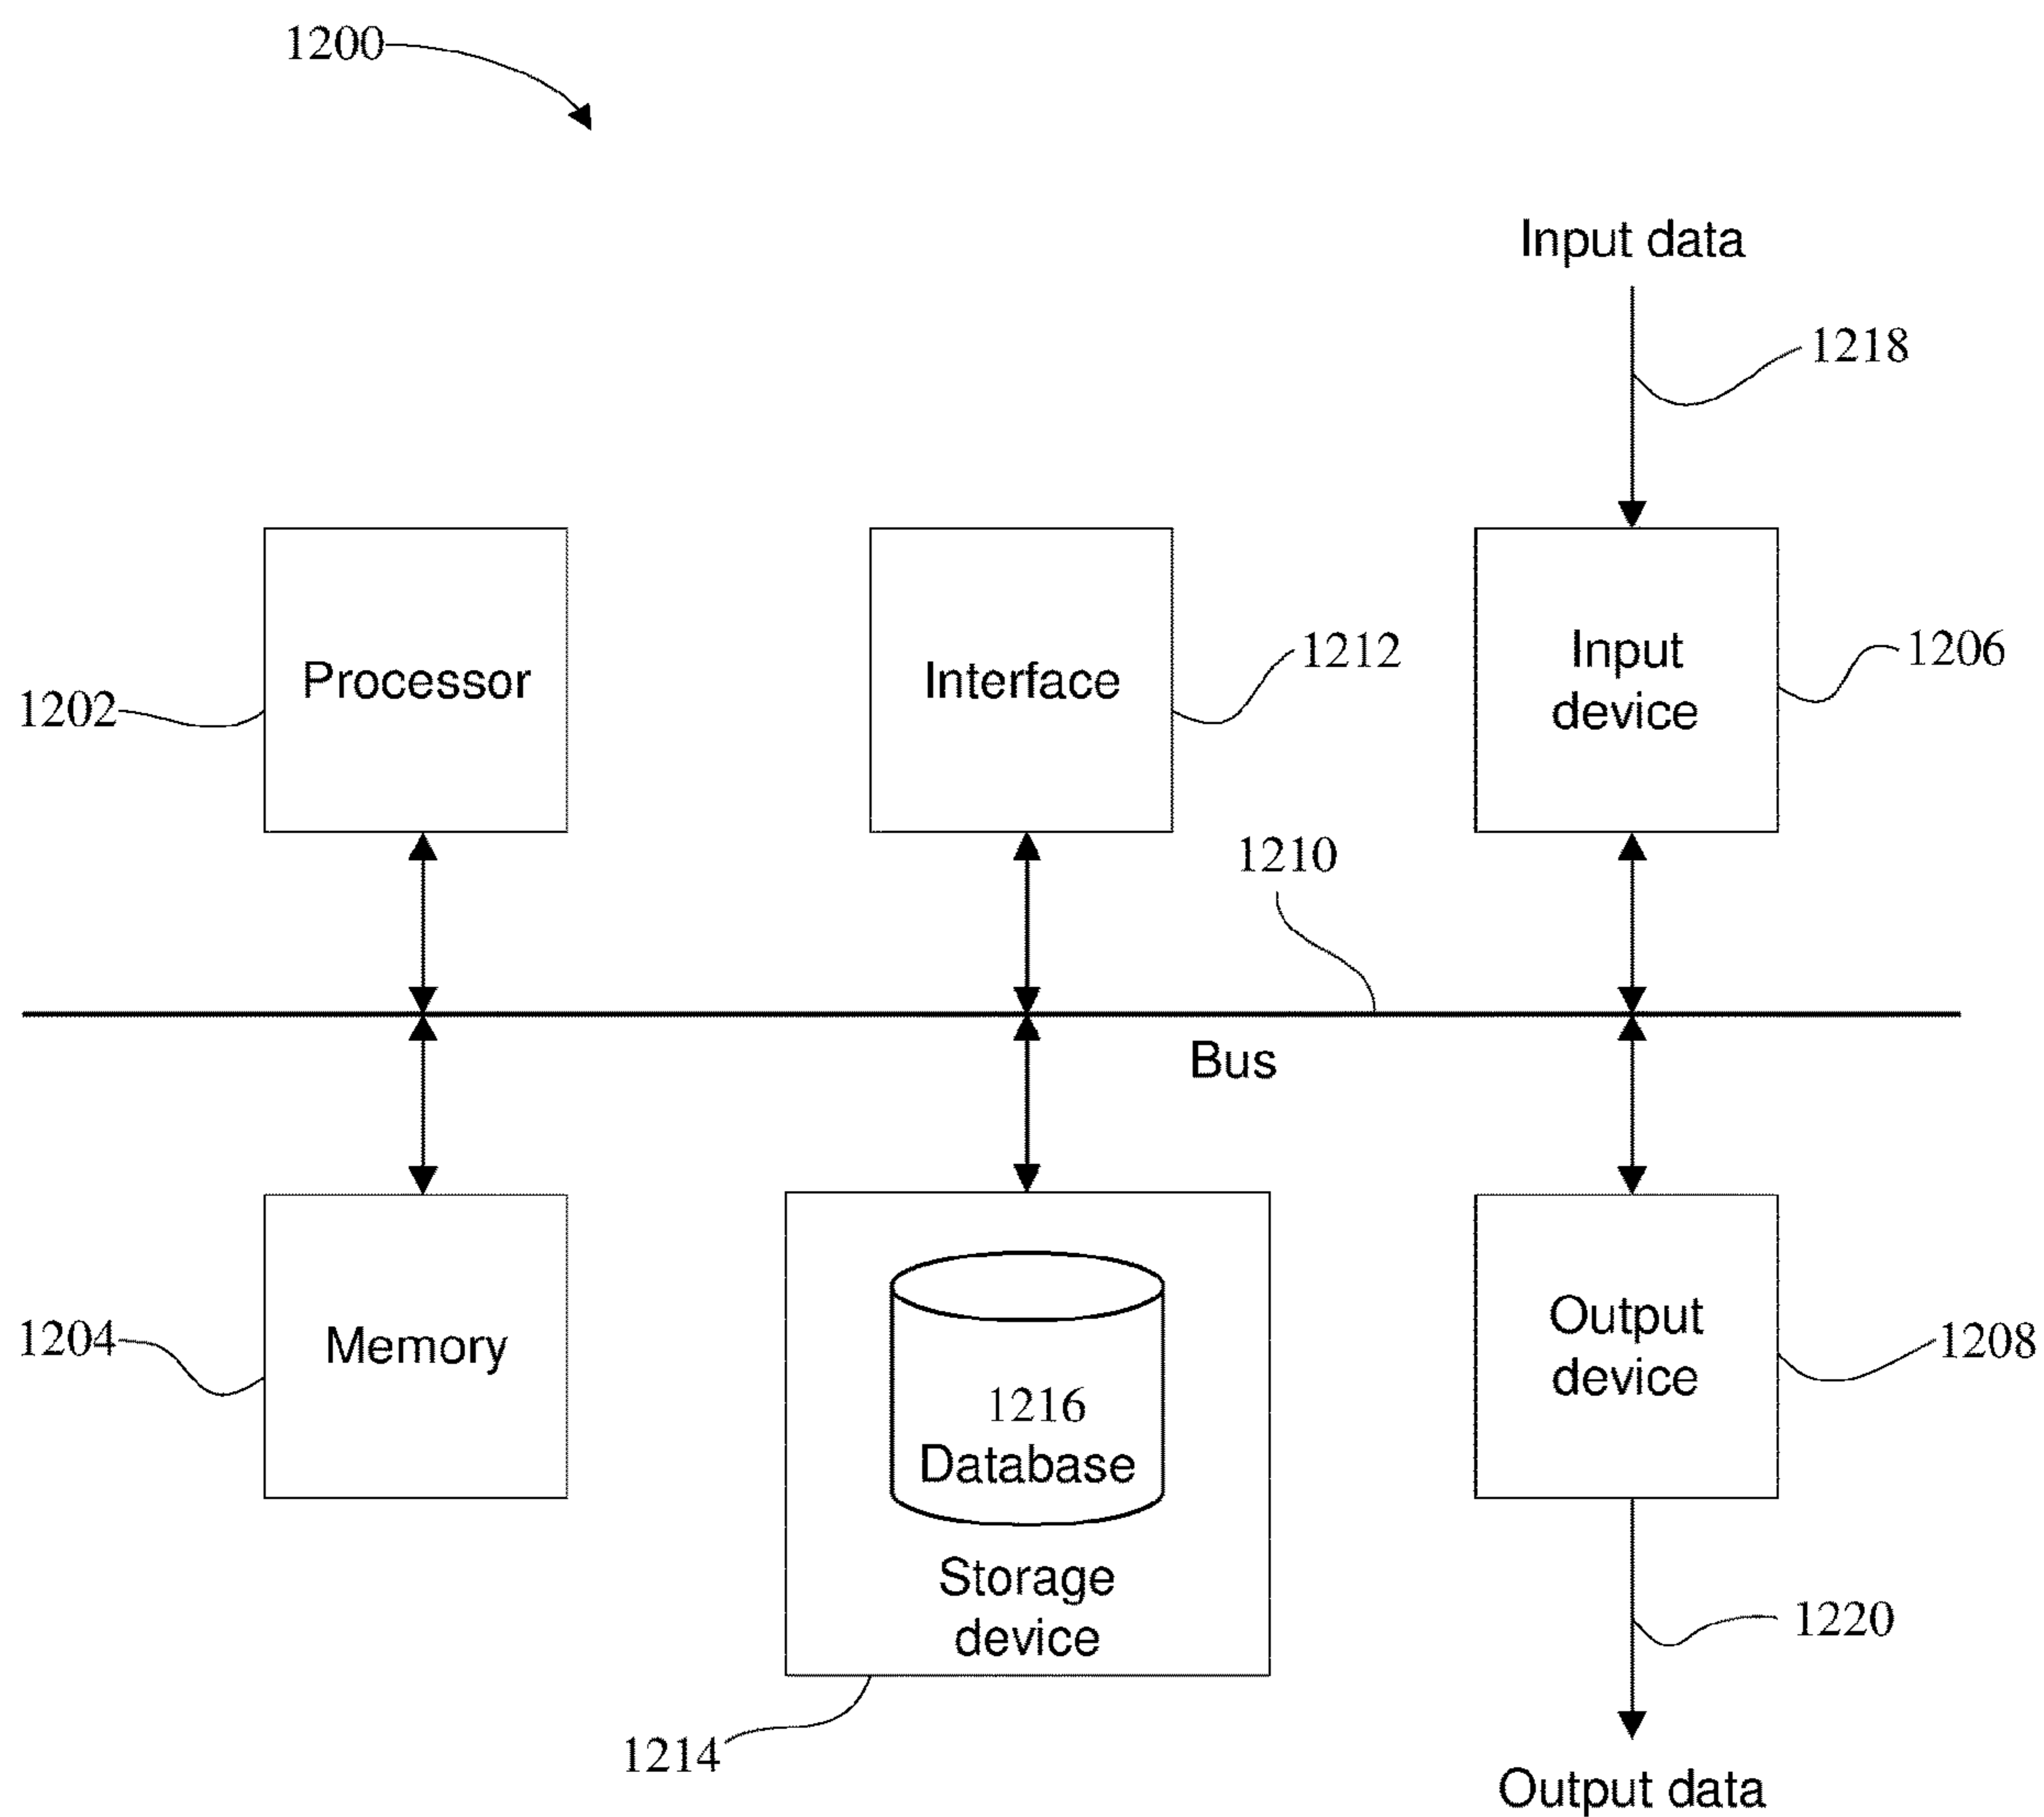 1200
Input data
1218
Processor
1202
Interface
1212
Input
device
1206
1210
Bus
Memory
1204
1216
Database
Storage
device
1214
Output
device
1208
1220
Output data